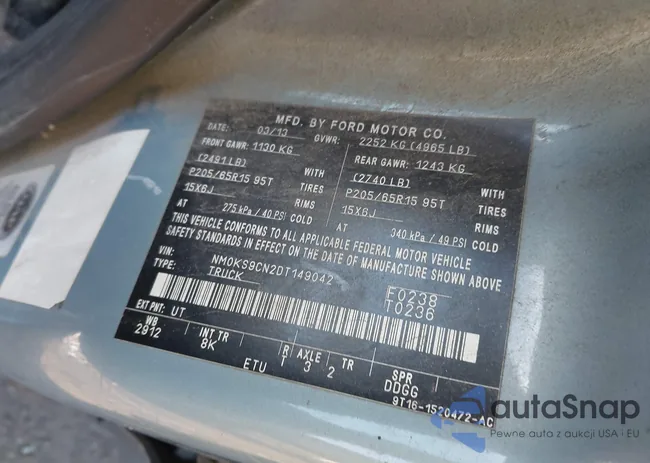 MFD. BY FORD MOTOR CO.
DATE: 03/13 GVWR: 2252 KG (4965 LB)
FRONT GAWR: 1130 KG REAR GAWR: 1243 KG
(2491 LB) WITH (2740 LB) WITH
P205/65R15 95T TIRES P205/65R15 95T TIRES
15X6J RIMS 15X6J RIMS
AT 275 kPa / 40 PSI COLD AT 340 kPa / 49 PSI COLD
THIS VEHICLE CONFORMS TO ALL APPLICABLE FEDERAL MOTOR VEHICLE
SAFETY STANDARDS IN EFFECT ON THE DATE OF MANUFACTURE SHOWN ABOVE
VIN: NM0KS9CN2DT149042 F0238
TYPE: TRUCK T0236
EXT PNT: UT
WB INT TR R AXLE TR SPR
2912 8K T 3 2 DDGG
ETU 9T16-1520472-AC
autaSnap
Pewne auto z aukcji USA i EU